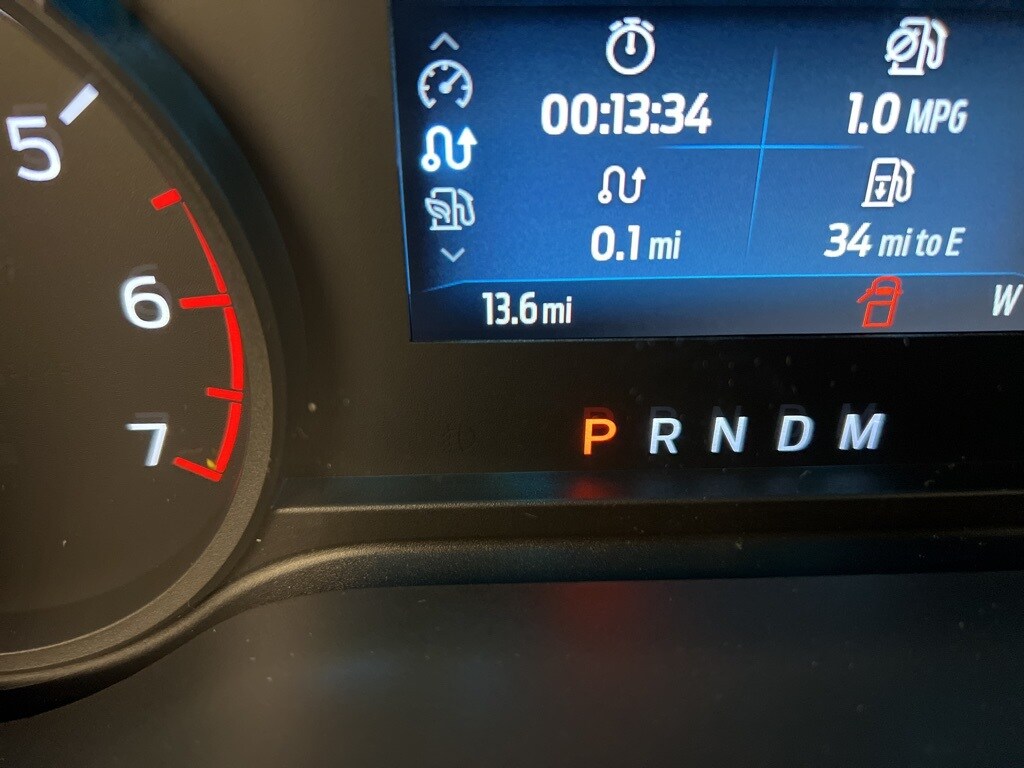 5
6
7
00:13:34
1.0 MPG
0.1 mi
34 mi to E
13.6 mi
W
P R N D M